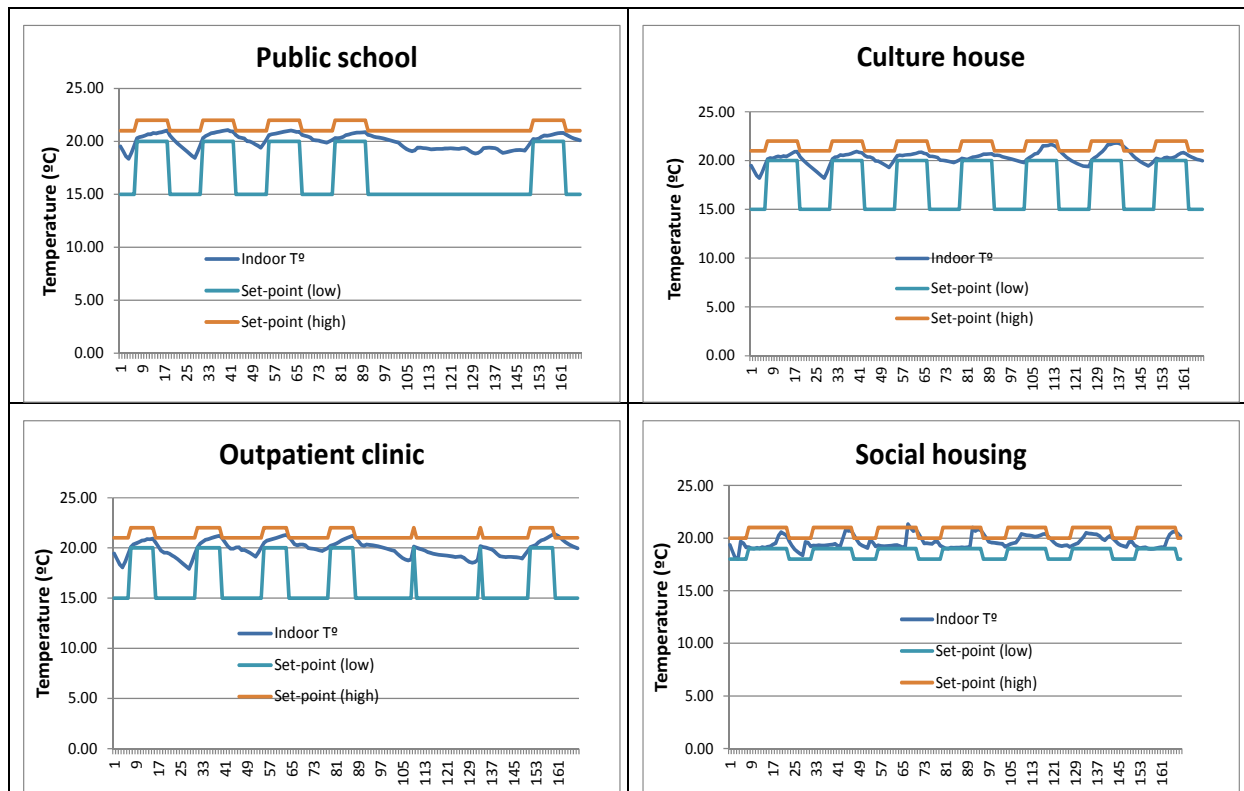 Public school
Temperature (ºC)
25.00
20.00
15.00
10.00
5.00
0.00
Indoor Tº
Set-point (low)
Set-point (high)
1 9 17 25 33 41 49 57 65 73 81 89 97 105 113 121 129 137 145 153 161
Culture house
Temperature (ºC)
25.00
20.00
15.00
10.00
5.00
0.00
Indoor Tº
Set-point (low)
Set-point (high)
1 9 17 25 33 41 49 57 65 73 81 89 97 105 113 121 129 137 145 153 161
Outpatient clinic
Temperature (ºC)
25.00
20.00
15.00
10.00
5.00
0.00
Indoor Tº
Set-point (low)
Set-point (high)
1 9 17 25 33 41 49 57 65 73 81 89 97 105 113 121 129 137 145 153 161
Social housing
Temperature (ºC)
25.00
20.00
15.00
10.00
5.00
0.00
Indoor Tº
Set-point (low)
Set-point (high)
1 9 17 25 33 41 49 57 65 73 81 89 97 105 113 121 129 137 145 153 161